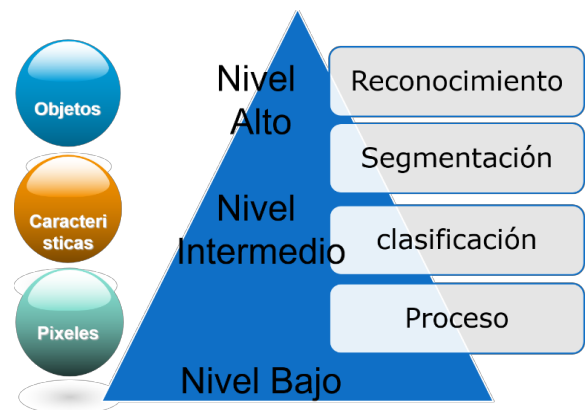 Objetos
Caracteri
sticas
Pixeles
Nivel
Alto
Nivel
Intermedio
Nivel Bajo
Reconocimiento
Segmentación
clasificación
Proceso